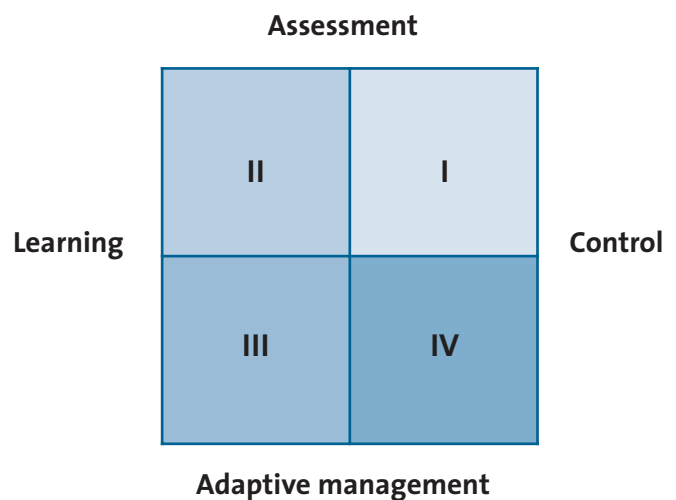 Assessment
II
I
Learning
Control
III
IV
Adaptive management